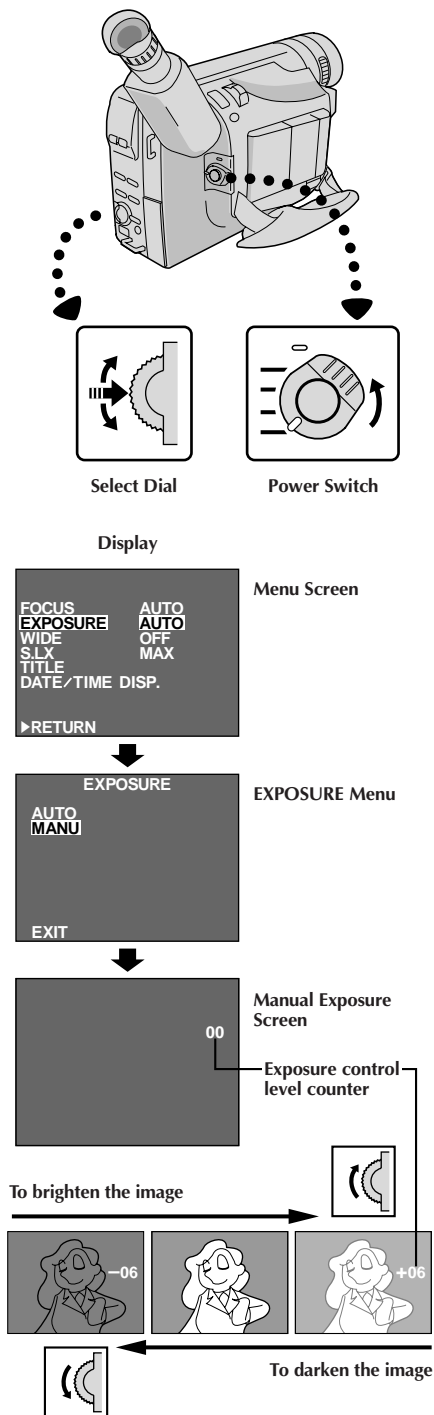 Select Dial
Power Switch
Display
Menu Screen
FOCUS AUTO
EXPOSURE AUTO
WIDE OFF
S.LX MAX
TITLE
DATE/TIME DISP.
▶RETURN
EXPOSURE Menu
EXPOSURE
AUTO
MANU
EXIT
Manual Exposure
Screen
00
Exposure control
level counter
To brighten the image
–06
+06
To darken the image